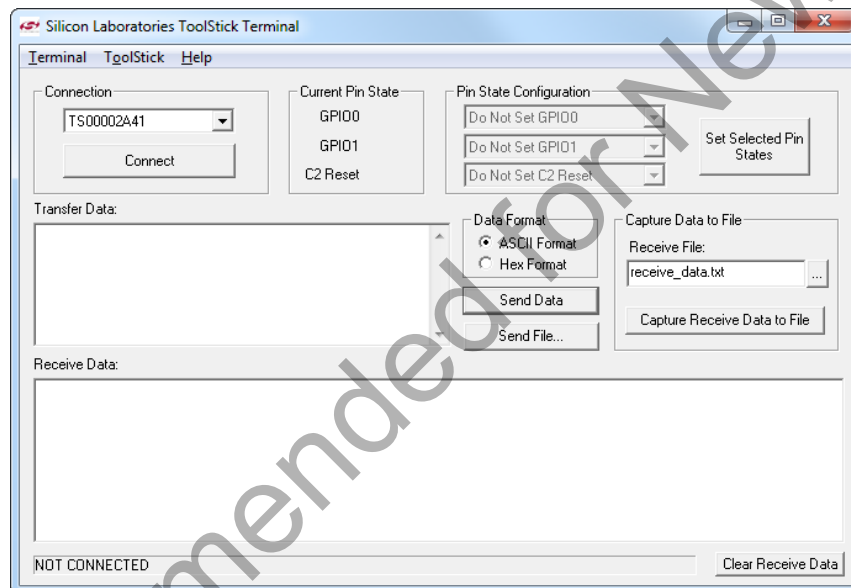 Silicon Laboratories ToolStick Terminal
Terminal ToolStick Help
Connection
TS00002A41
Connect
Current Pin State
GPIO0
GPIO1
C2 Reset
Pin State Configuration
Do Not Set GPIO0
Do Not Set GPIO1
Do Not Set C2 Reset
Set Selected Pin
States
Transfer Data:
Data Format
ASCII Format
Hex Format
Send Data
Send File...
Capture Data to File
Receive File:
receive_data.txt
...
Capture Receive Data to File
Receive Data:
NOT CONNECTED
Clear Receive Data
mended for New